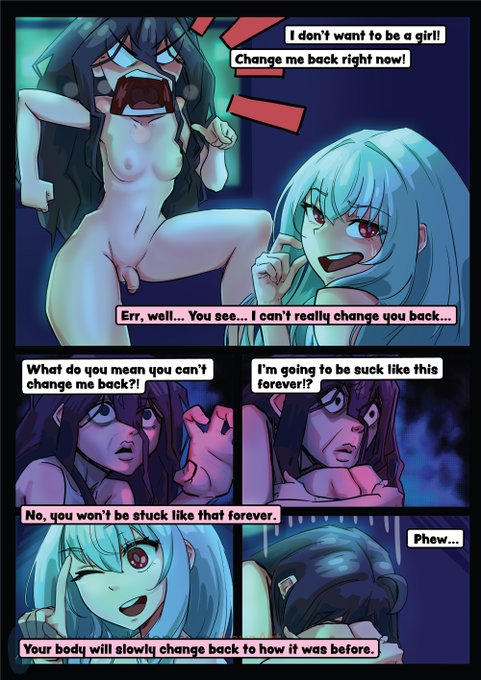 I don't want to be a girl!
Change me back right now!
Err, well... You see... I can't really change you back...
What do you mean you can't
change me back?!
I'm going to be suck like this
forever!?
No, you won't be stuck like that forever.
Phew...
Your body will slowly change back to how it was before.